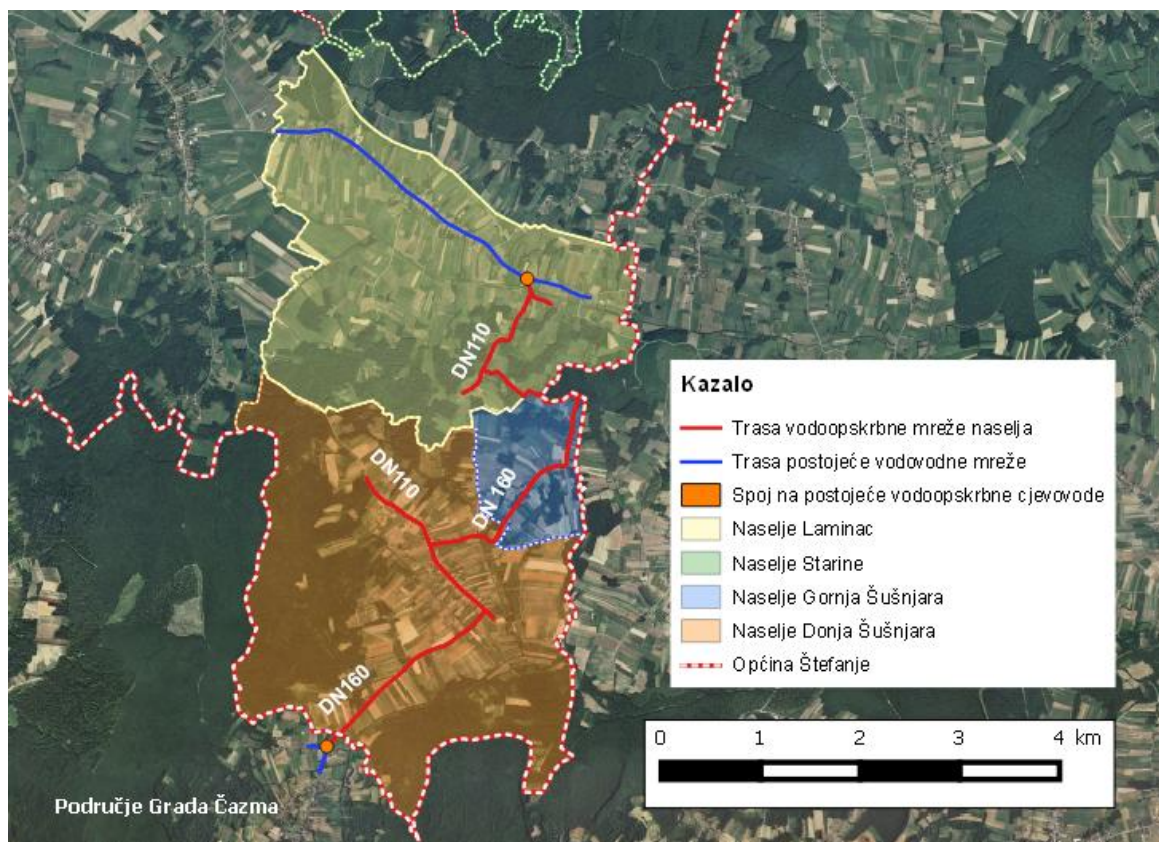 DN110
DN110
DN 160
DN160
Područje Grada Čazma
Kazalo
Trasa vodoopskrbne mreže naselja
Trasa postojeće vodovodne mreže
Spoj na postojeće vodoopskrbne cjevovode
Naselje Laminac
Naselje Starine
Naselje Gornja Šušnjara
Naselje Donja Šušnjara
Općina Štefanje
0 1 2 3 4 km